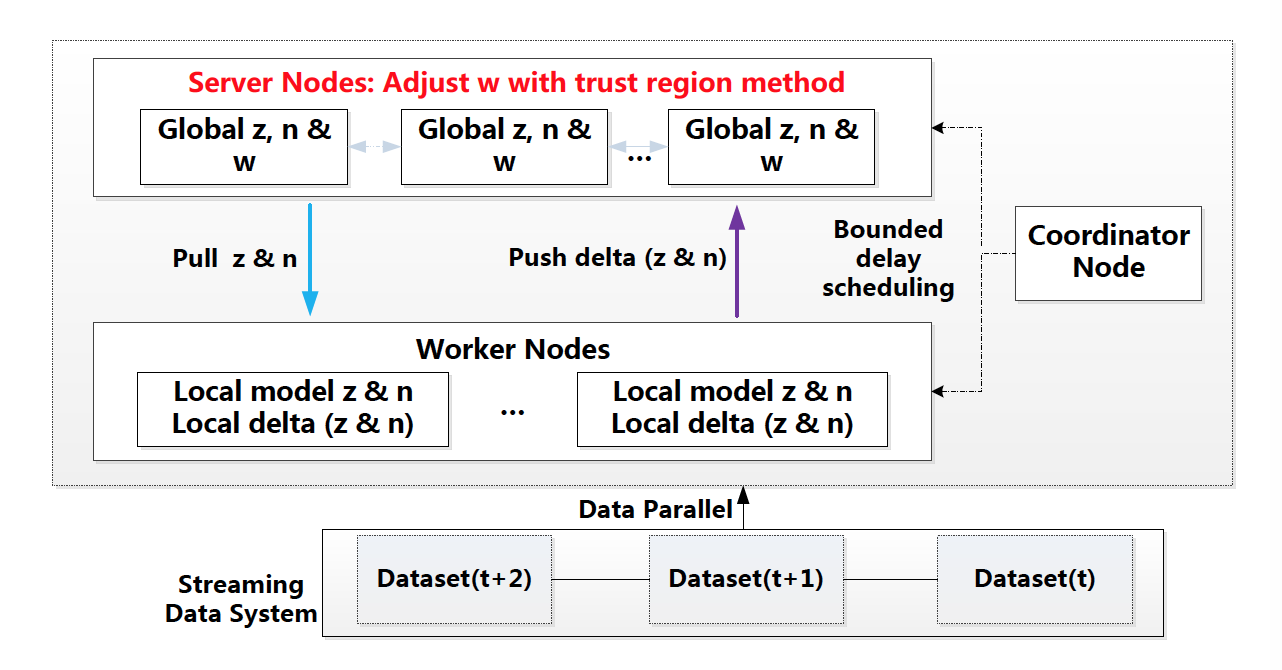 Server Nodes: Adjust w with trust region method
Global z, n &
w
Global z, n &
w
...
Global z, n &
w
Pull z & n
Push delta (z & n)
Bounded
delay
scheduling
Coordinator
Node
Worker Nodes
Local model z & n
Local delta (z & n)
...
Local model z & n
Local delta (z & n)
Data Parallel
Streaming
Data System
Dataset(t+2)
Dataset(t+1)
Dataset(t)